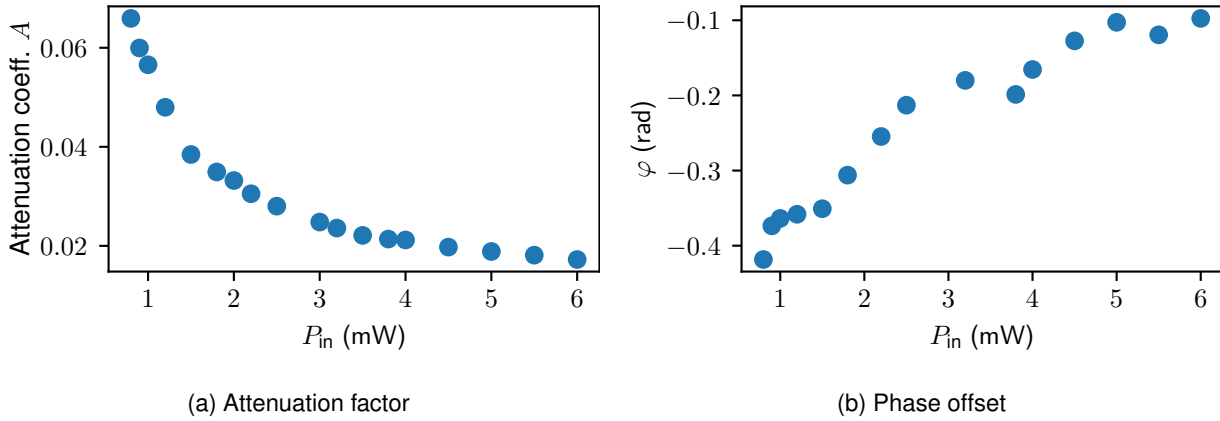 Attenuation coeff. A
0.06
0.04
0.02
1 2 3 4 5 6
P_in (mW)
(a) Attenuation factor
φ (rad)
−0.1
−0.2
−0.3
−0.4
1 2 3 4 5 6
P_in (mW)
(b) Phase offset